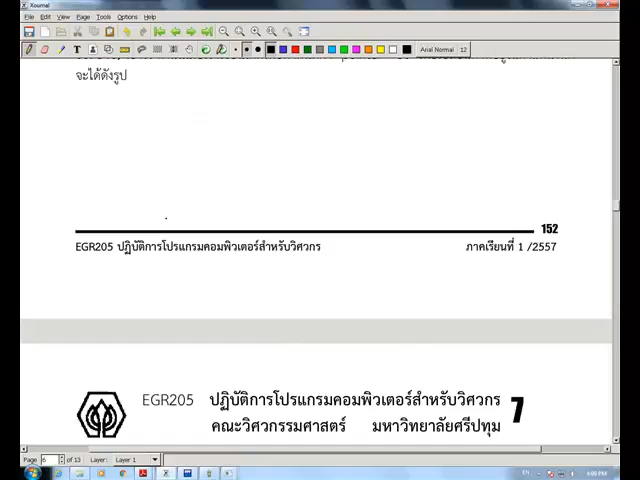 Xournal
File Edit View Page Tools Options Help
T
Arial Normal 12
จะได้ดังรูป
152
EGR205 ปฏิบัติการโปรแกรมคอมพิวเตอร์สำหรับวิศวกร ภาคเรียนที่ 1 /2557
EGR205 ปฏิบัติการโปรแกรมคอมพิวเตอร์สำหรับวิศวกร 7
คณะวิศวกรรมศาสตร์ มหาวิทยาลัยศรีปทุม
Page 6 of 13 Layer: Layer 1
EN 4:00 PM